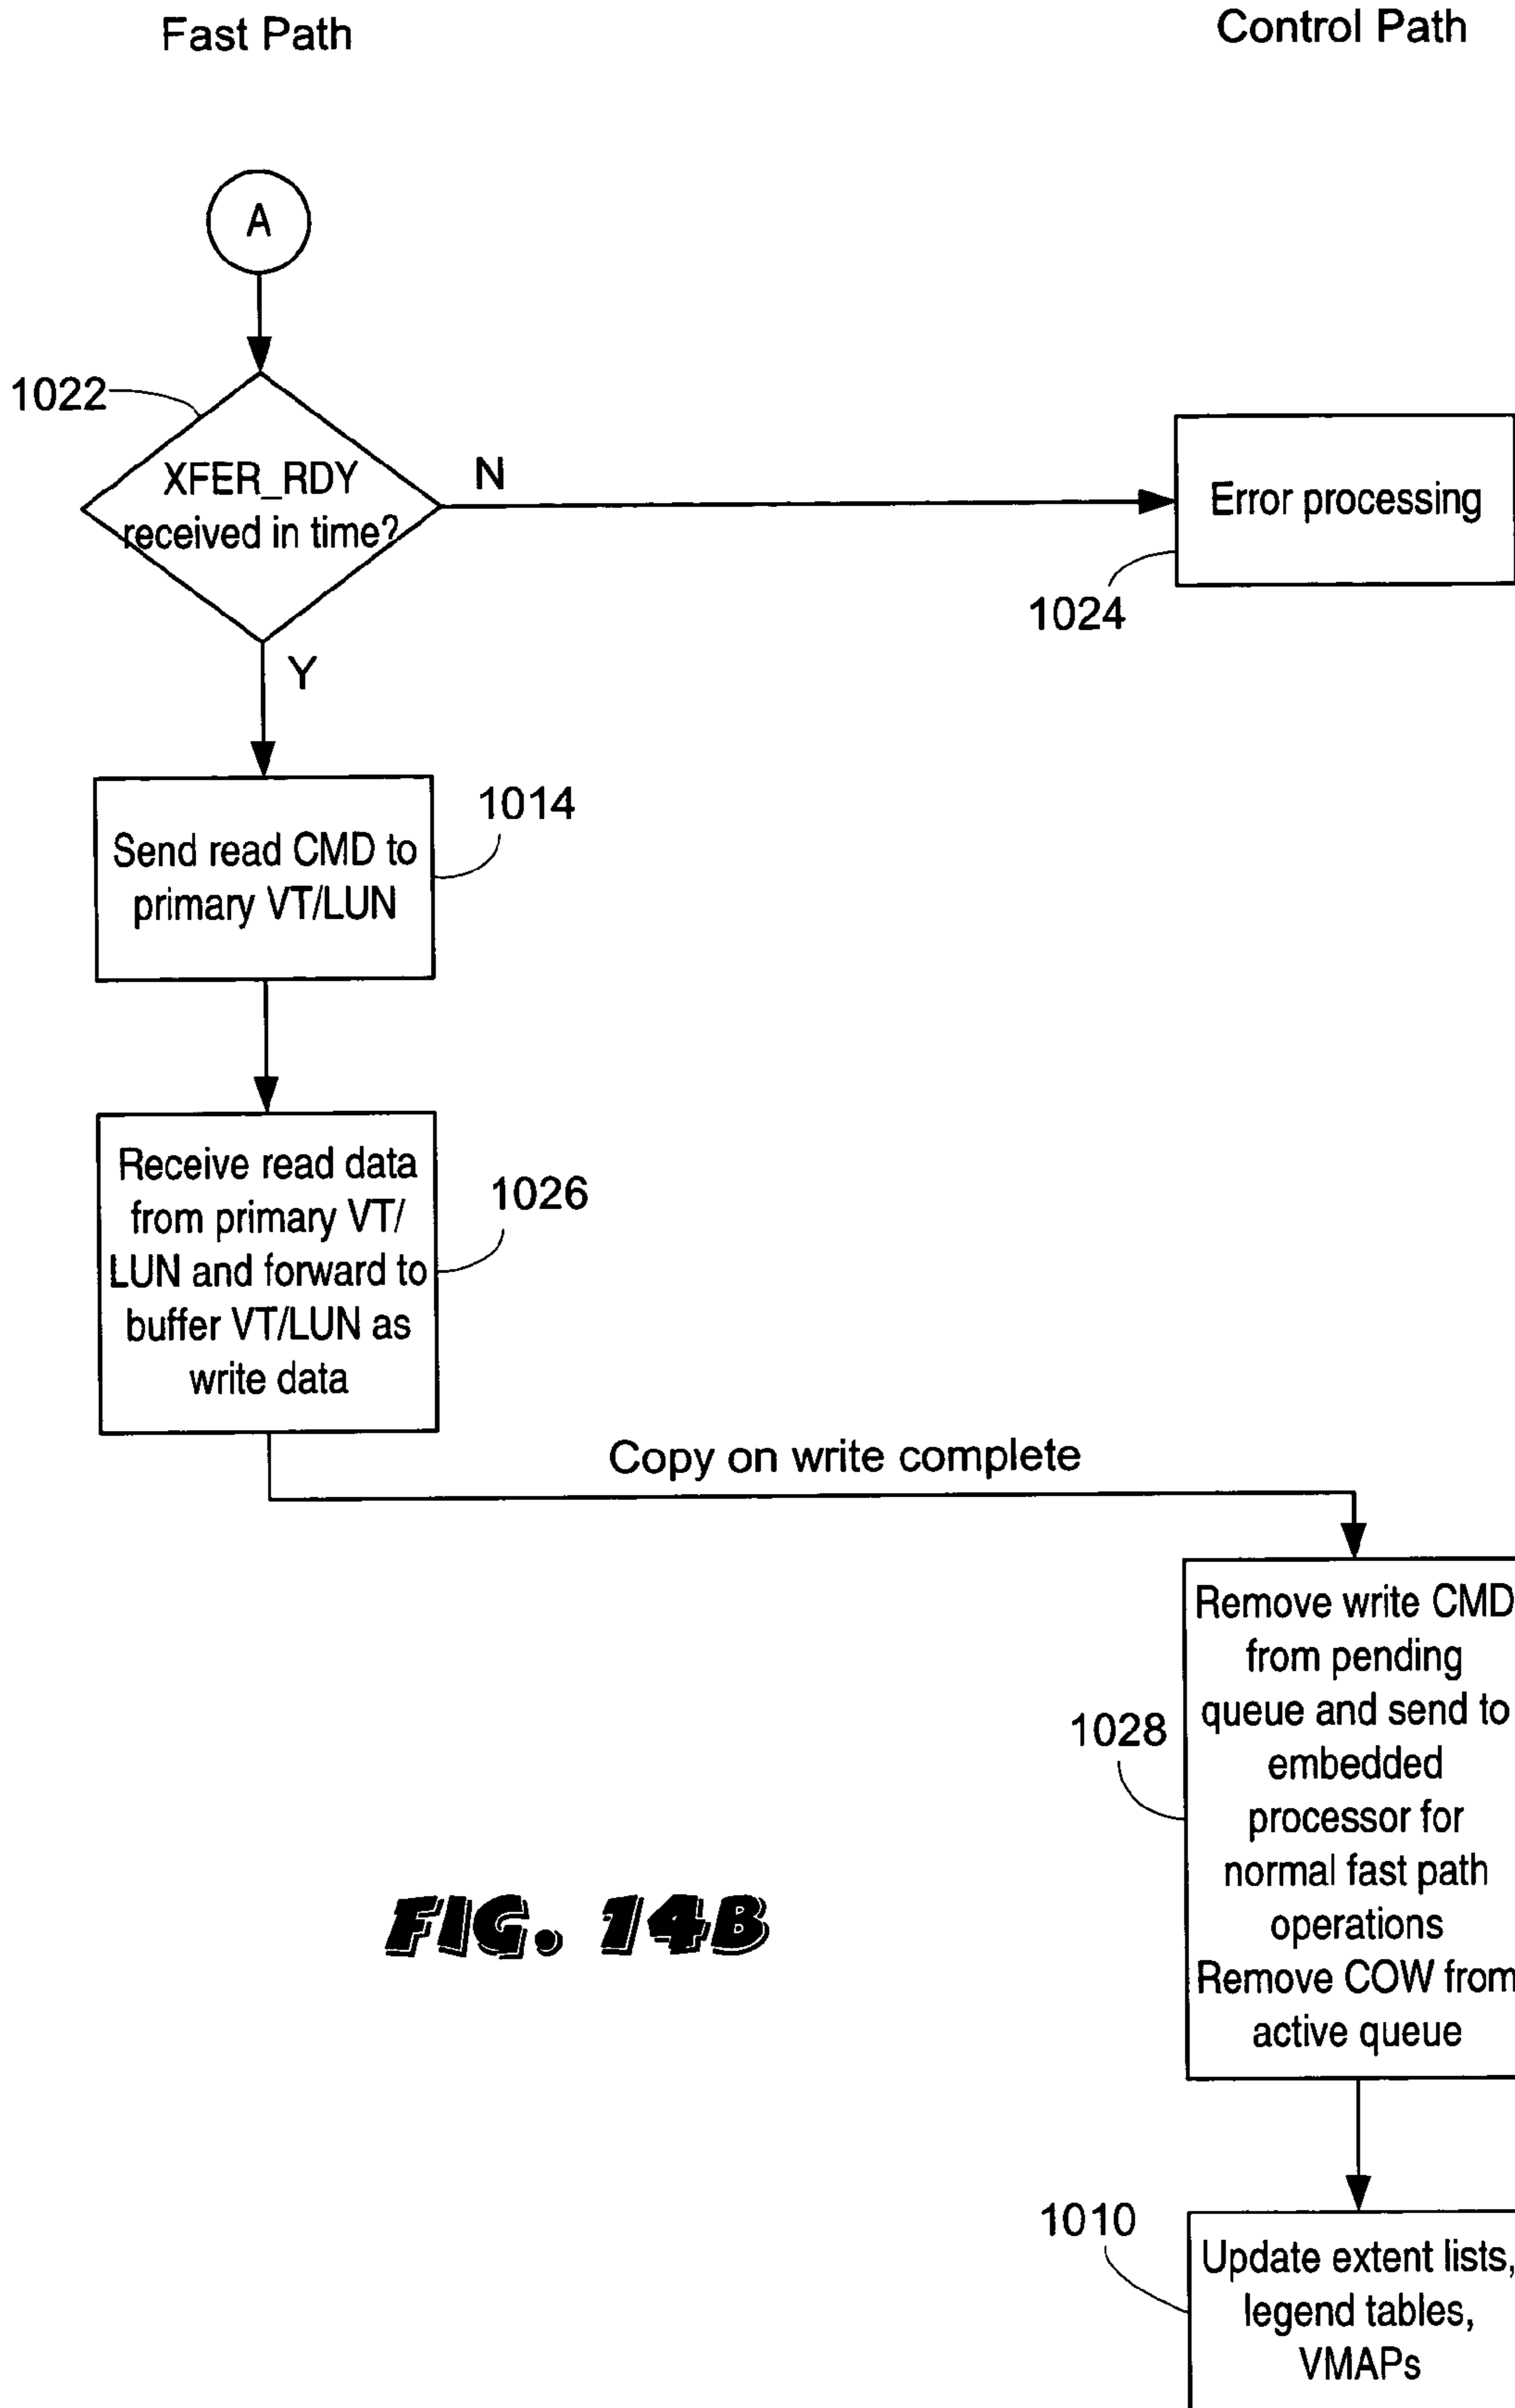 Fast Path
Control Path
A
1022
XFER_RDY
received in time?
N
Error processing
1024
Y
1014
Send read CMD to
primary VT/LUN
Receive read data
from primary VT/
LUN and forward to
buffer VT/LUN as
write data
1026
Copy on write complete
Remove write CMD
from pending
queue and send to
embedded
processor for
normal fast path
operations
Remove COW from
active queue
1028
FIG. 14B
1010
Update extent lists,
legend tables,
VMAPs